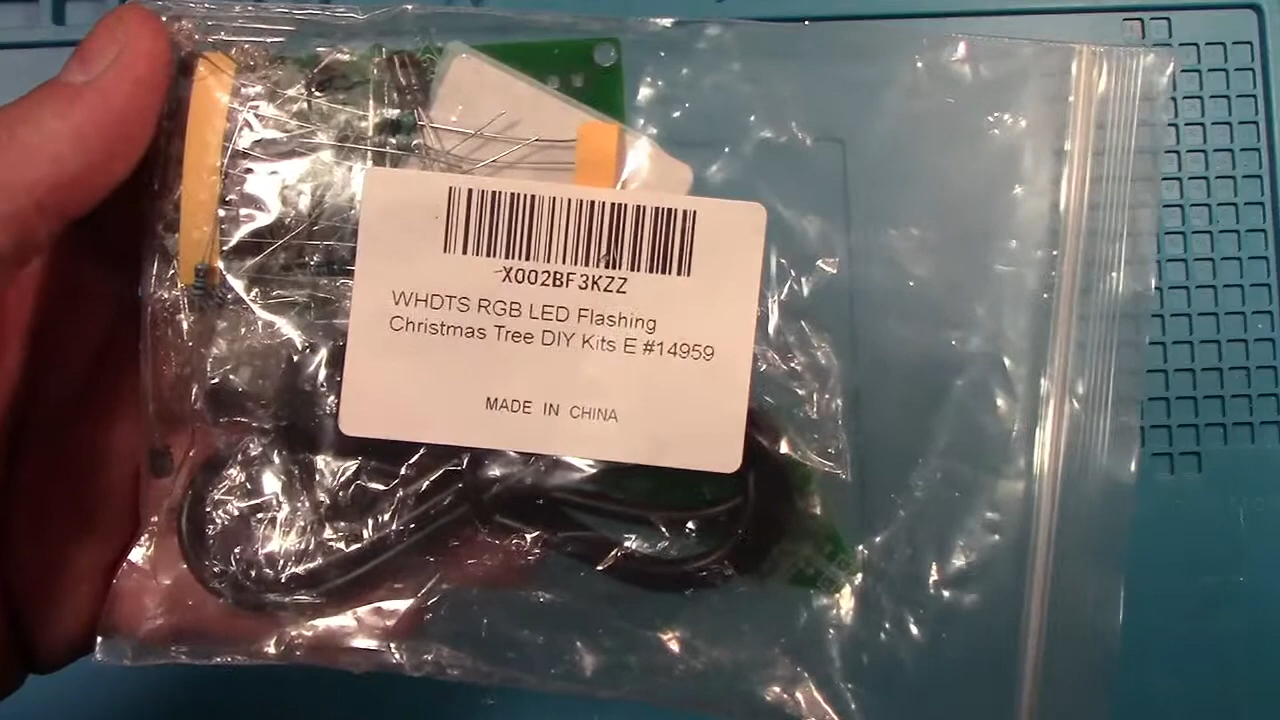 X002BF3KZZ
WHDTS RGB LED Flashing
Christmas Tree DIY Kits E #14959
MADE IN CHINA